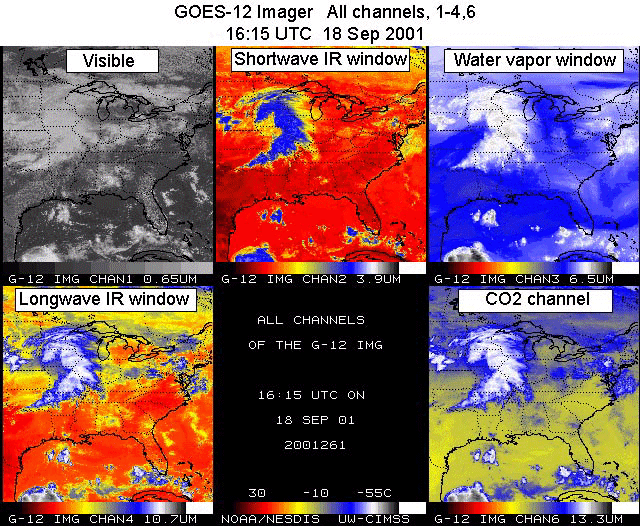 GOES-12 Imager All channels, 1-4,6
16:15 UTC 18 Sep 2001
Visible
Shortwave IR window
Water vapor window
G-12 IMG CHAN1 0.65UM
G-12 IMG CHAN2 3.9UM
G-12 IMG CHAN3 6.5UM
Longwave IR window
CO2 channel
ALL CHANNELS
OF THE G-12 IMG
16:15 UTC ON
18 SEP 01
2001261
30 -10 -55C
G-12 IMG CHAN4 10.7UM
NOAA/NESDIS UW-CIMSS
G-12 IMG CHAN6 13.3UM